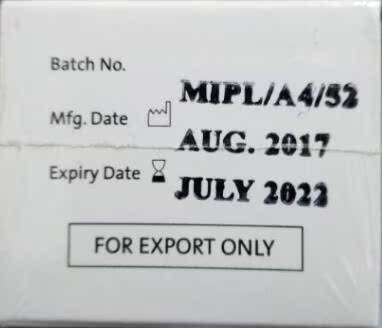 Batch No. MIPL/A4/52
Mfg. Date AUG. 2017
Expiry Date JULY 2022
FOR EXPORT ONLY